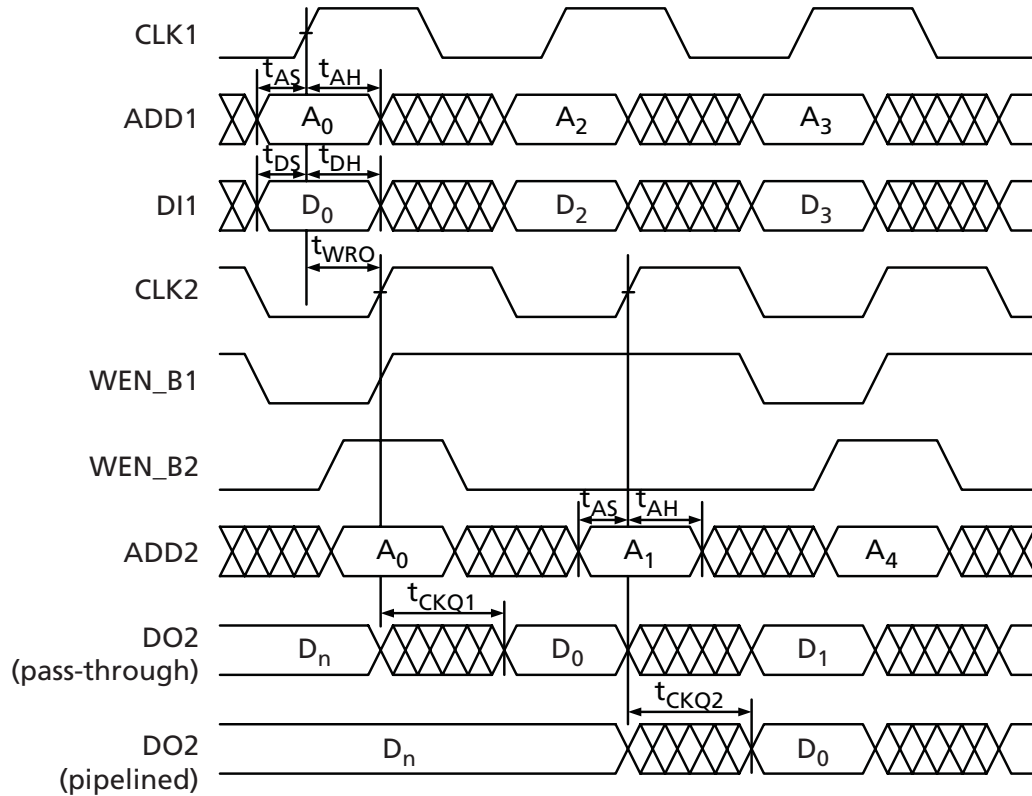 CLK1
t_AS t_AH
ADD1 A_0 A_2 A_3
t_DS t_DH
DI1 D_0 D_2 D_3
t_WRO
CLK2
WEN_B1
WEN_B2
t_AS t_AH
ADD2 A_0 A_1 A_4
t_CKQ1
DO2 D_n D_0 D_1
(pass-through)
t_CKQ2
DO2 D_n D_0
(pipelined)